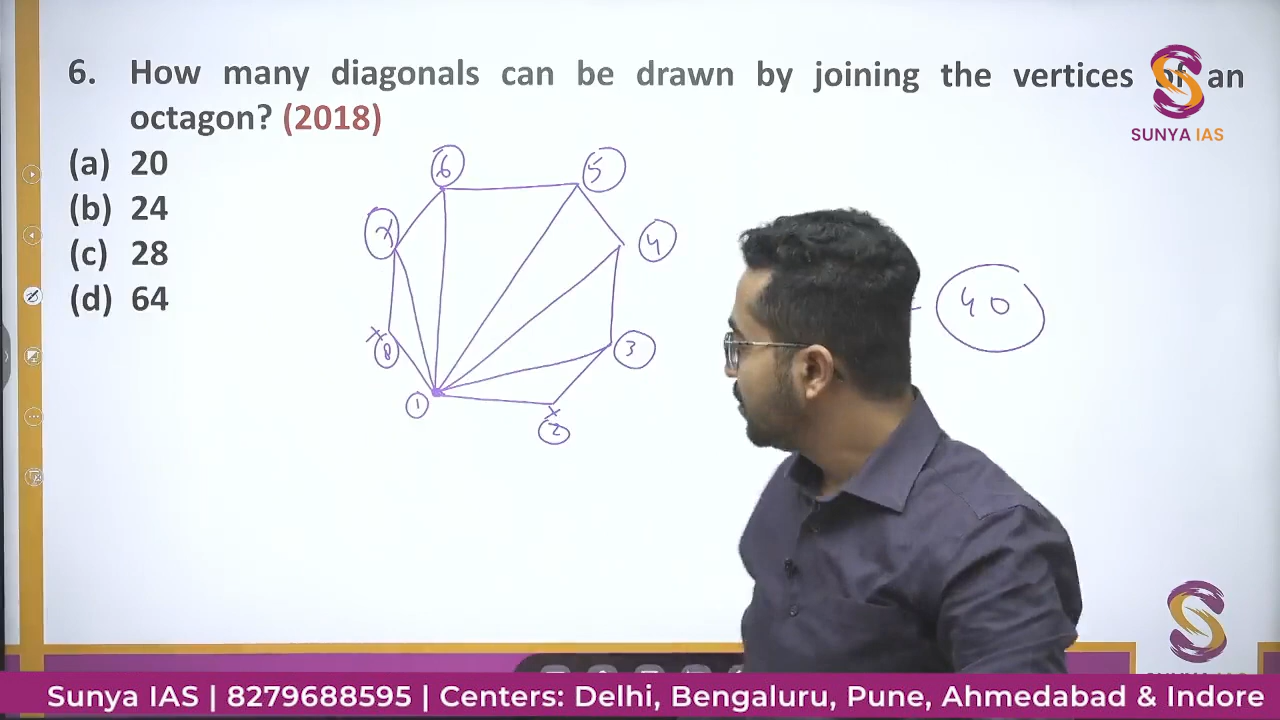 6. How many diagonals can be drawn by joining the vertices of an
octagon? (2018)
(a) 20
(b) 24
(c) 28
(d) 64
SUNYA IAS
6
5
7
4
8
3
1
2
40
Sunya IAS | 8279688595 | Centers: Delhi, Bengaluru, Pune, Ahmedabad & Indore